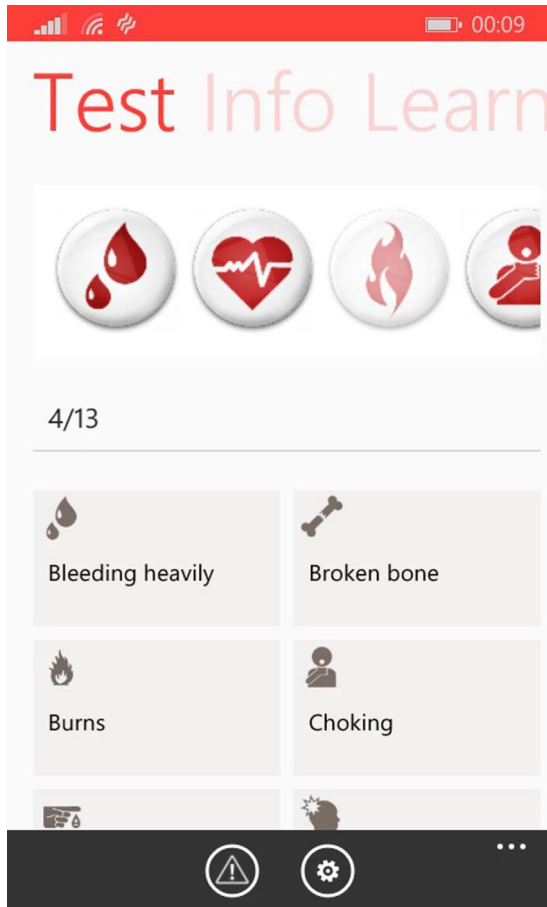 00:09
Test Info Learn
4/13
Bleeding heavily Broken bone
Burns Choking